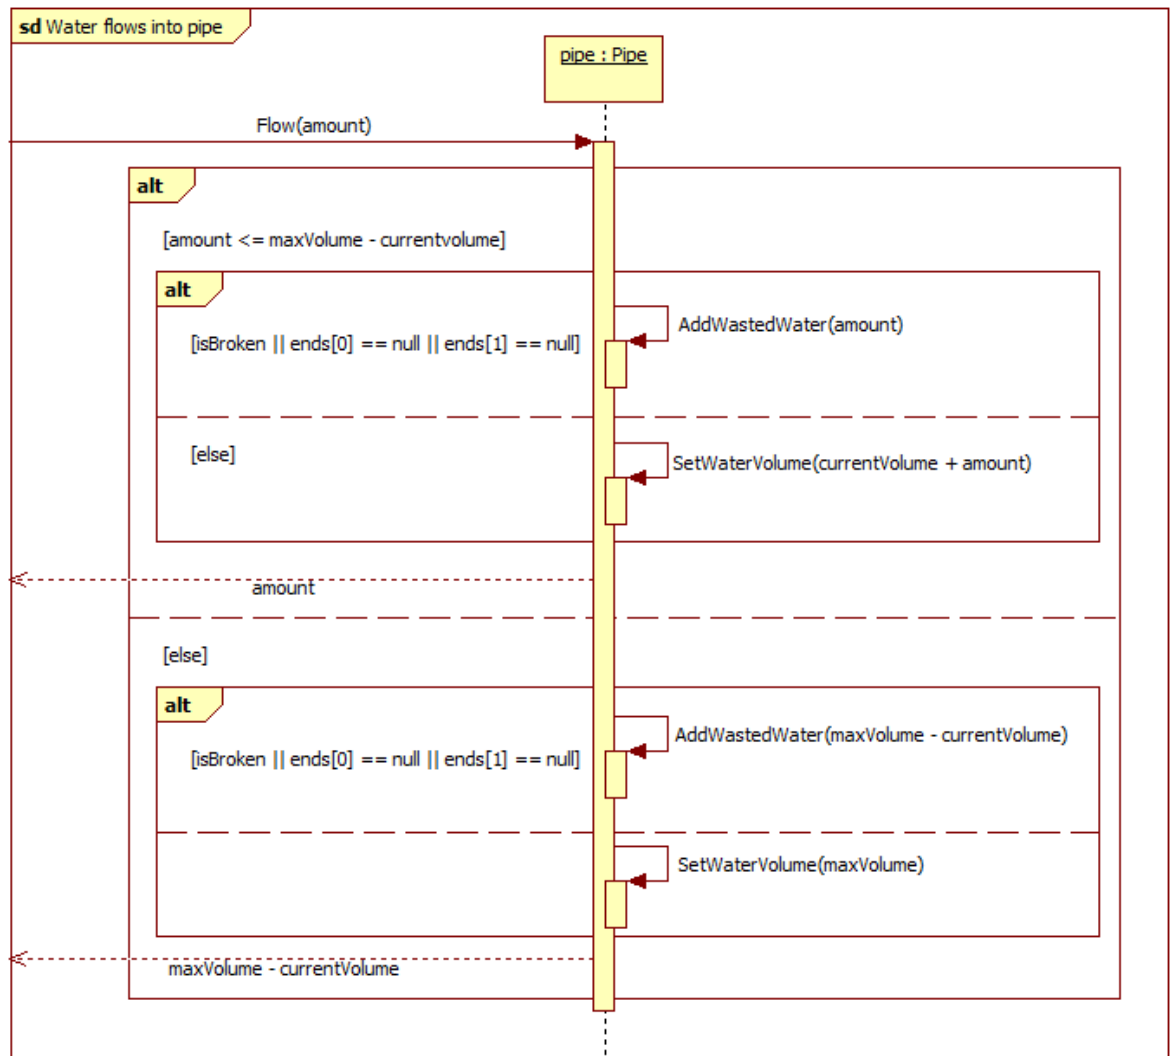 sd Water flows into pipe
pipe : Pipe
Flow(amount)
alt
[amount <= maxVolume - currentvolume]
alt
AddWastedWater(amount)
[isBroken || ends[0] == null || ends[1] == null]
[else]
SetWaterVolume(currentVolume + amount)
amount
[else]
alt
AddWastedWater(maxVolume - currentVolume)
[isBroken || ends[0] == null || ends[1] == null]
SetWaterVolume(maxVolume)
maxVolume - currentVolume